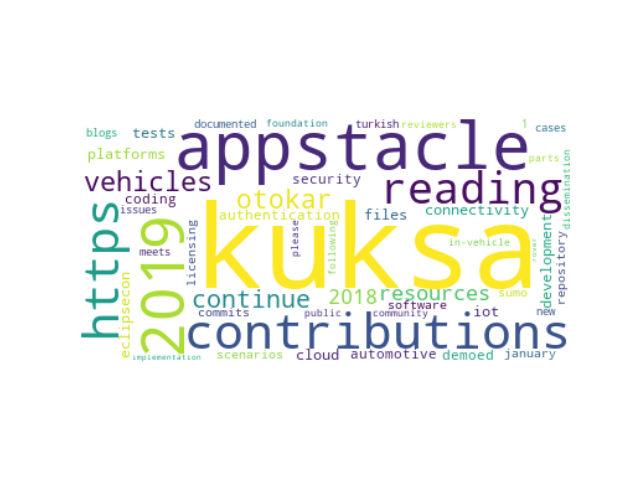 documented foundation turkish reviewers 1 cases
blogs tests appstacle parts
platforms vehicles security reading
coding otokar
issues authentication files connectivity
https 2019 licensing kuksa please following in-vehicle rover development repository dissemination
meets
eclipsecon continue 2018 resources sumo
software
commits public community iot new
contributions
implementation scenarios cloud automotive demoed january